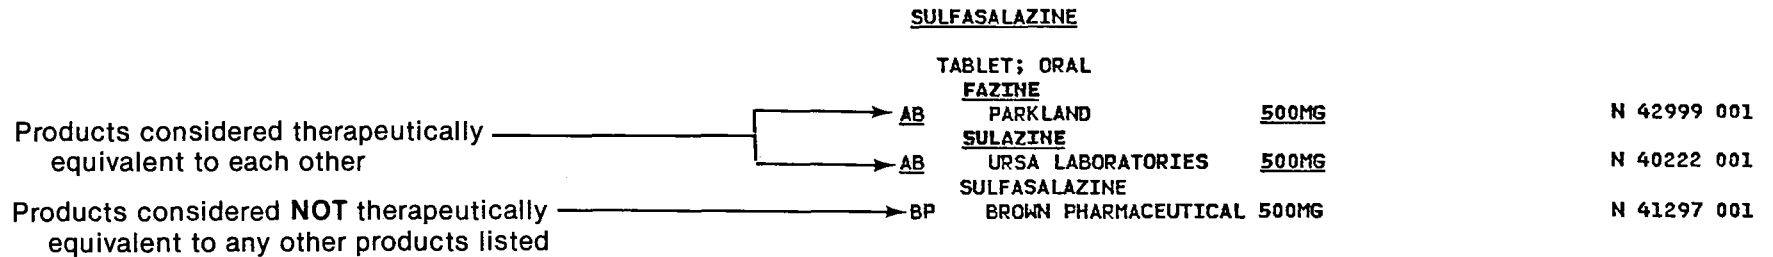 SULFASALAZINE
TABLET; ORAL
FAZINE
AB PARKLAND 500MG N 42999 001
Products considered therapeutically
equivalent to each other
SULAZINE
AB URSA LABORATORIES 500MG N 40222 001
SULFASALAZINE
Products considered NOT therapeutically
equivalent to any other products listed
BP BROWN PHARMACEUTICAL 500MG N 41297 001